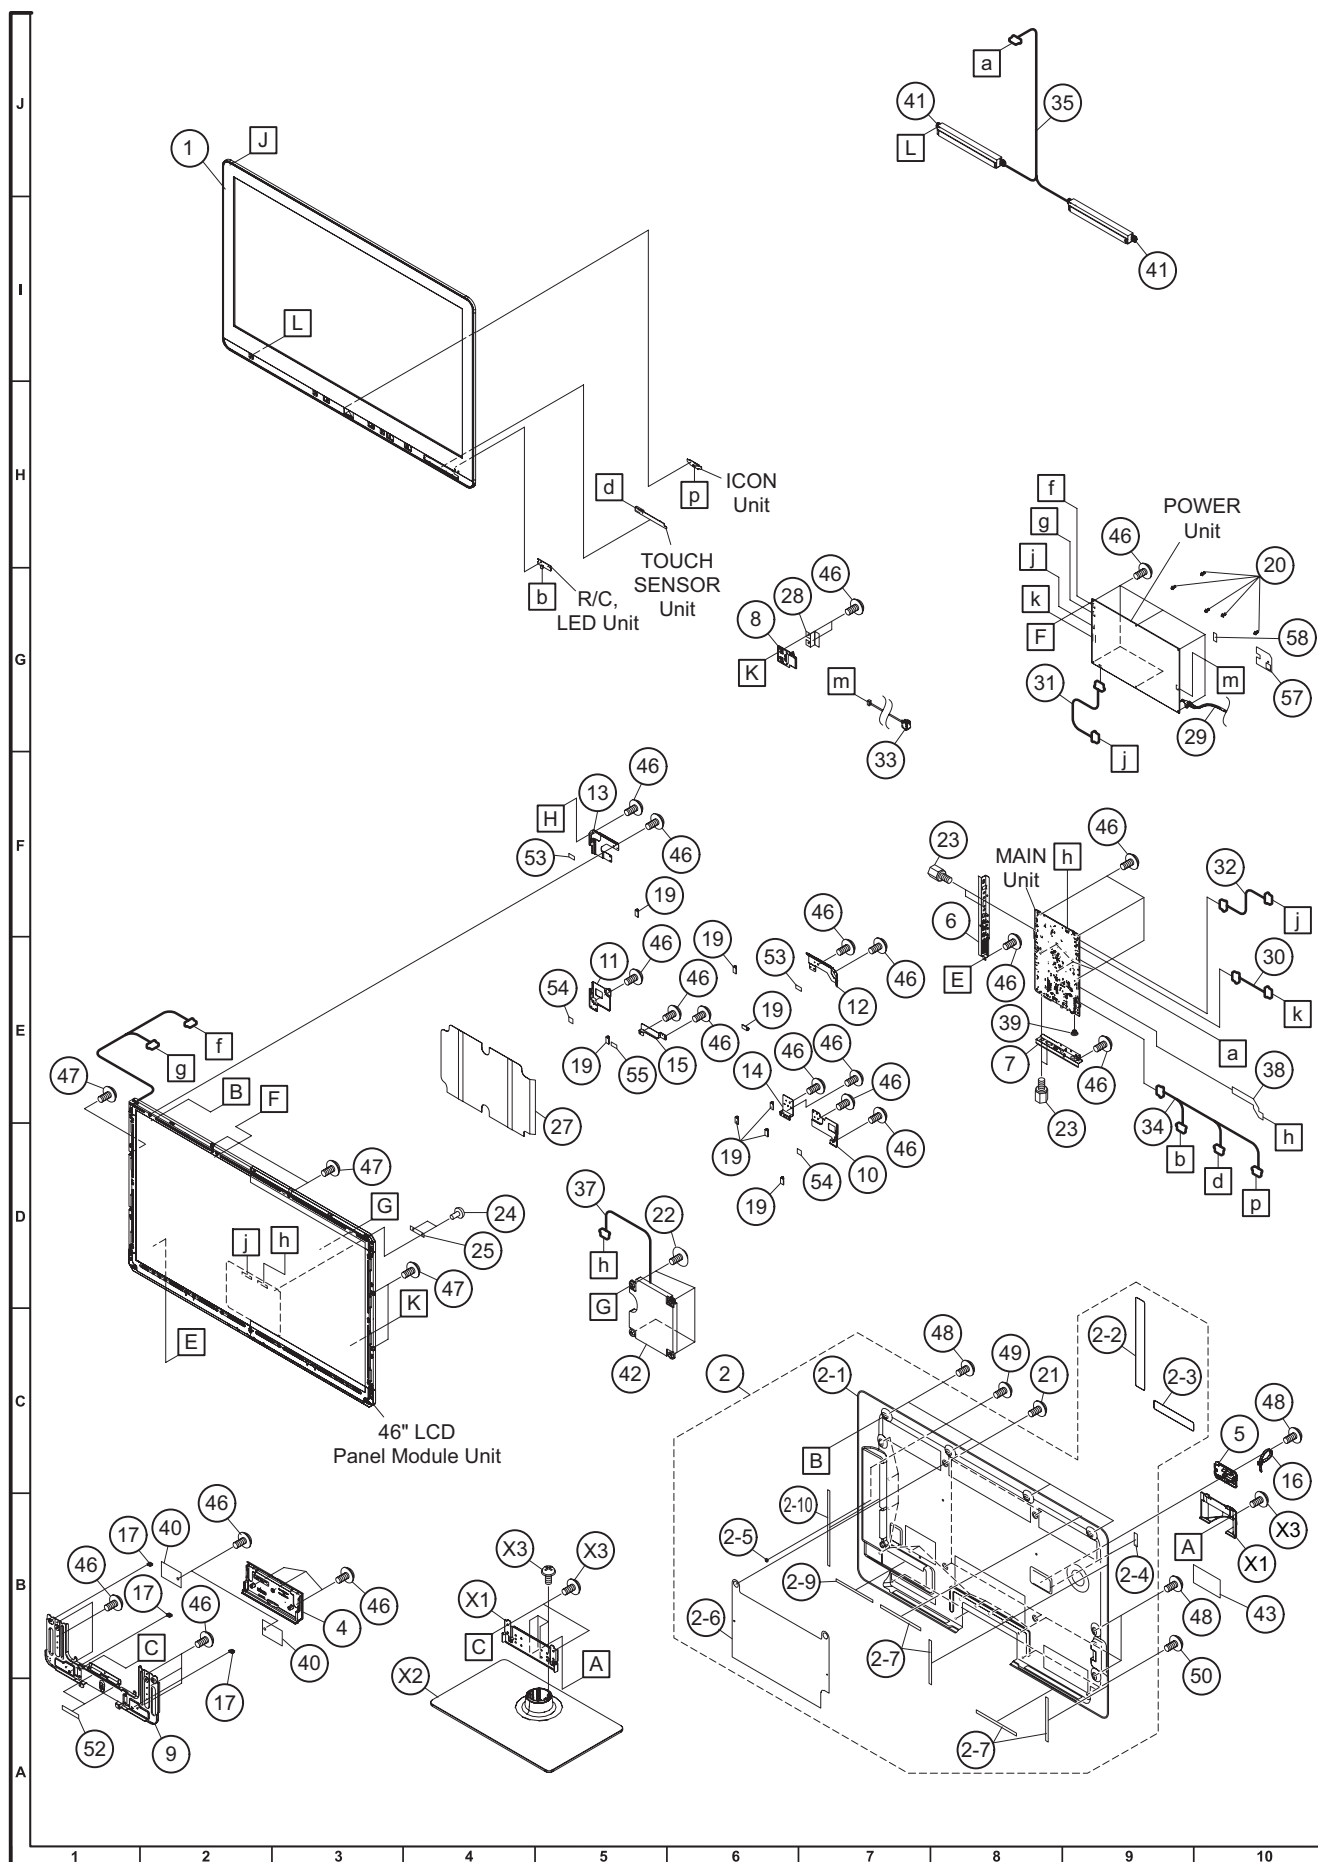 a
41
35
J
L
J
1
41
I
L
ICON
Unit
H
p
d
f
POWER
Unit
g
46
TOUCH
SENSOR
Unit
j
20
b
R/C,
LED Unit
46
28
k
8
58
F
G
K
m
m
31
57
33
29
j
46
13
H
46
F
53
46
23
MAIN
Unit
h
46
32
19
j
46
6
46
19
11
53
46
46
30
E
46
12
54
k
E
39
19
f
46
19
55
15
46
46
7
a
g
47
14
46
38
B
F
46
27
23
34
h
47
19
54
10
46
b
d
37
22
19
p
D
G
24
j
h
25
h
47
G
K
2-2
E
48
49
42
2
2-1
21
2-3
C
48
46" LCD
Panel Module Unit
5
B
16
46
2-10
40
17
X3
X3
2-5
X3
A
46
X1
B
17
46
2-9
2-4
X1
46
4
2-6
48
43
C
C
40
2-7
A
50
17
X2
52
9
2-7
A
1
2
3
4
5
6
7
8
9
10